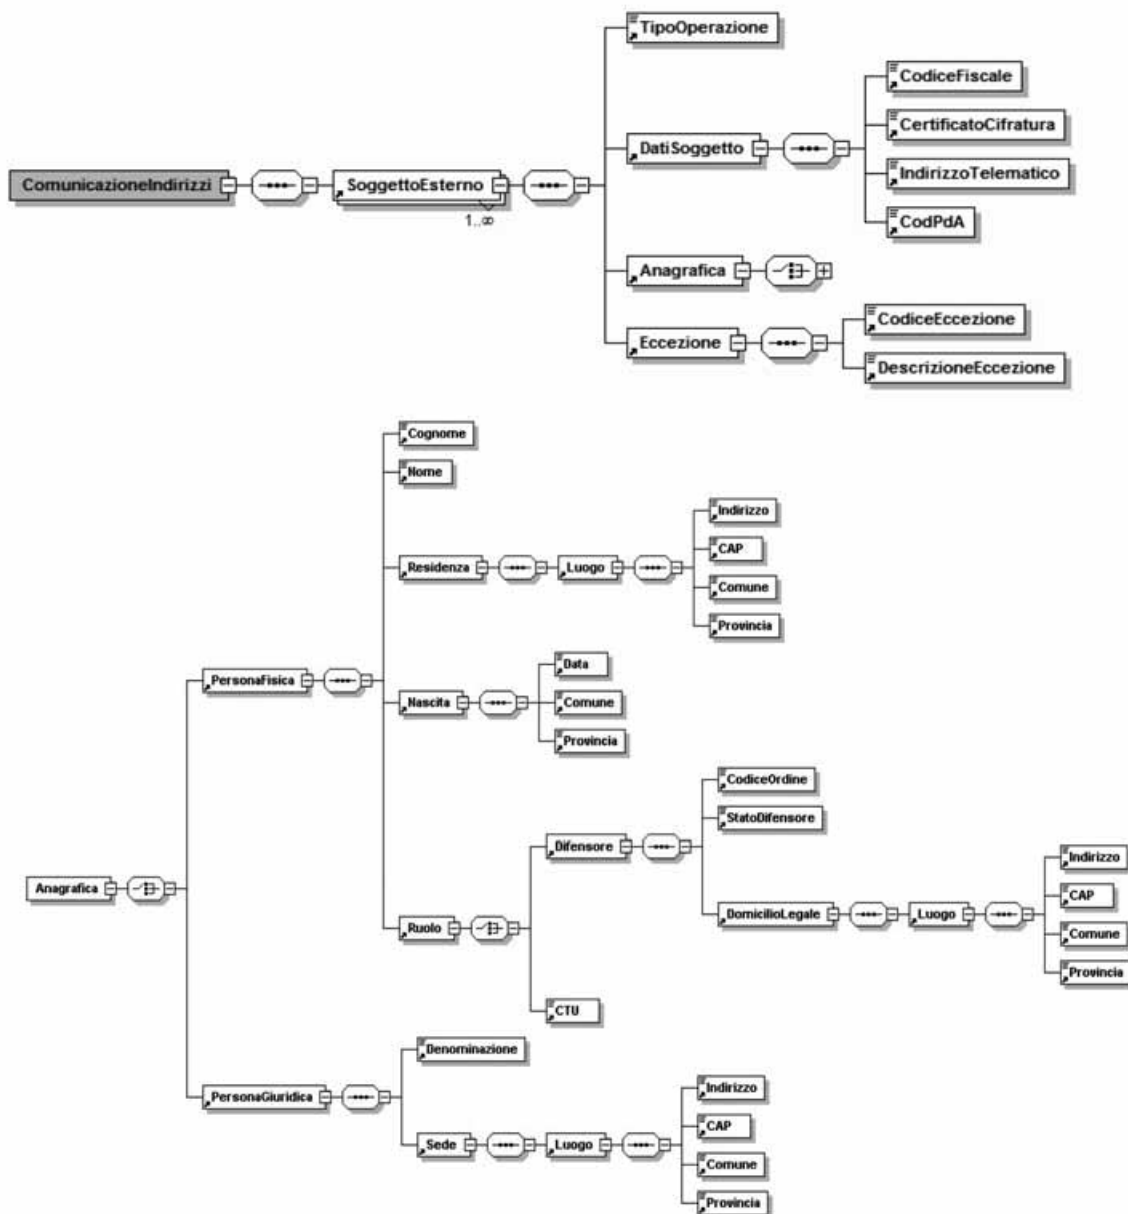 TipoOperazione
CodiceFiscale
CertificatoCifratura
DatiSoggetto
IndirizzoTelematico
ComunicazioneIndirizzi
SoggettoEsterno
1..∞
CodPdA
Anagrafica
CodiceEccezione
Eccezione
DescrizioneEccezione
Cognome
Nome
Indirizzo
CAP
Residenza
Luogo
Comune
Provincia
Data
PersonaFisica
Nascita
Comune
Provincia
CodiceOrdine
StatoDifensore
Difensore
Indirizzo
Anagrafica
CAP
DomicilioLegale
Luogo
Ruolo
Comune
Provincia
CTU
Denominazione
PersonaGiuridica
Indirizzo
CAP
Sede
Luogo
Comune
Provincia